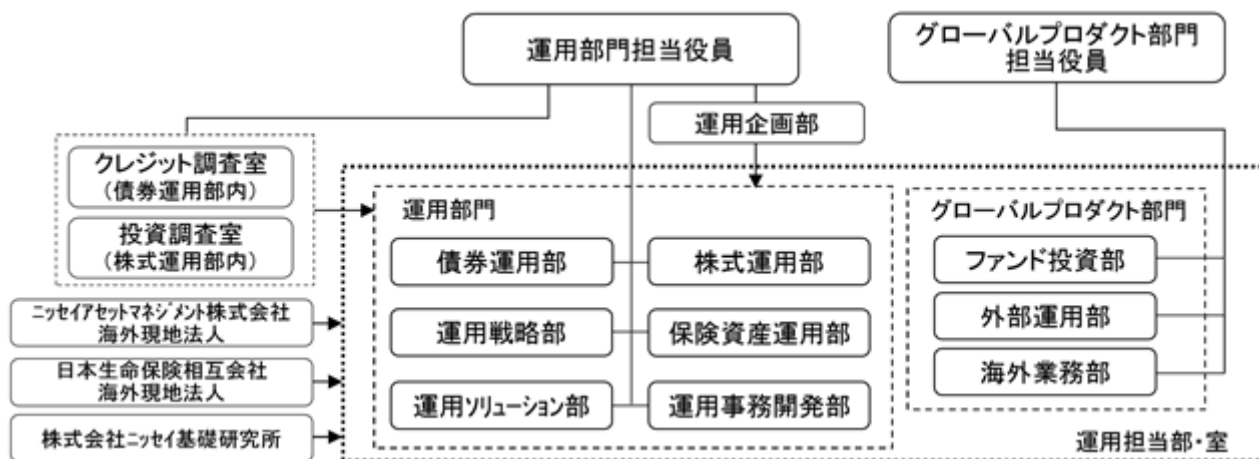 運用部門担当役員
グローバルプロダクト部門
担当役員
運用企画部
クレジット調査室
(債券運用部内)
投資調査室
(株式運用部内)
ニッセイアセットマネジメント株式会社
海外現地法人
日本生命保険相互会社
海外現地法人
株式会社ニッセイ基礎研究所
運用部門
債券運用部
株式運用部
運用戦略部
保険資産運用部
運用ソリューション部
運用事務開発部
グローバルプロダクト部門
ファンド投資部
外部運用部
海外業務部
運用担当部・室